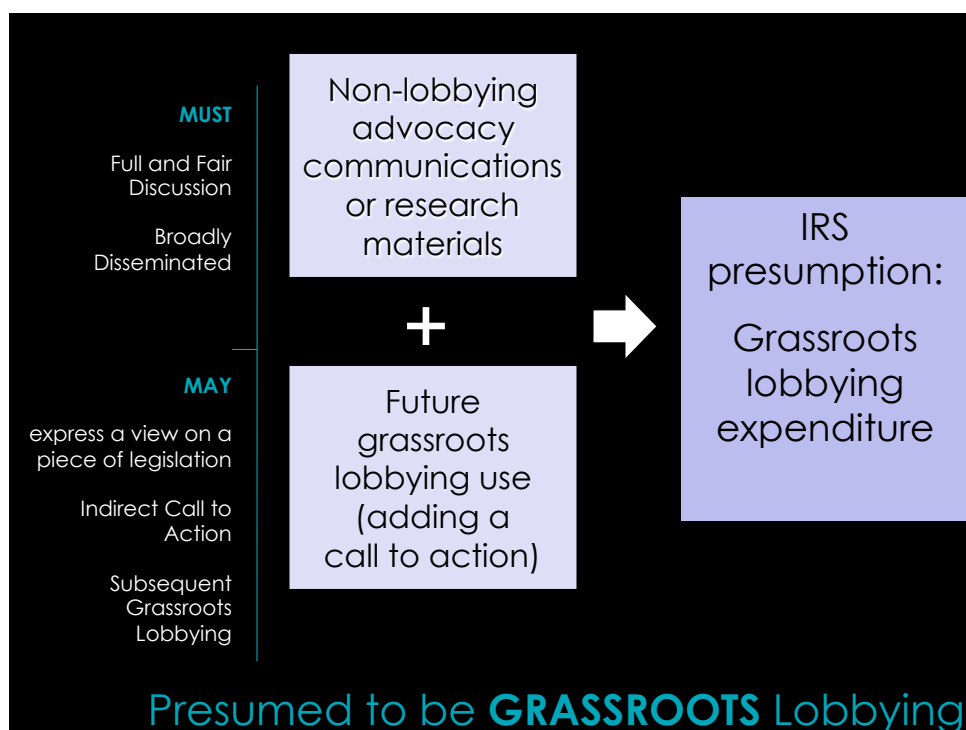 MUST
Full and Fair
Discussion
Broadly
Disseminated
MAY
express a view on a
piece of legislation
Indirect Call to
Action
Subsequent
Grassroots
Lobbying
Non-lobbying
advocacy
communications
or research
materials
+
Future
grassroots
lobbying use
(adding a
call to action)
IRS
presumption:
Grassroots
lobbying
expenditure
Presumed to be GRASSROOTS Lobbying